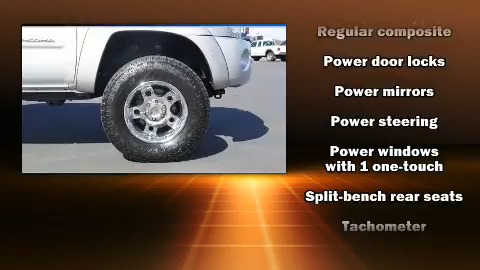 TACOMA
Regular composite
Power door locks
Power mirrors
Power steering
Power windows
with 1 one-touch
Split-bench rear seats
Tachometer